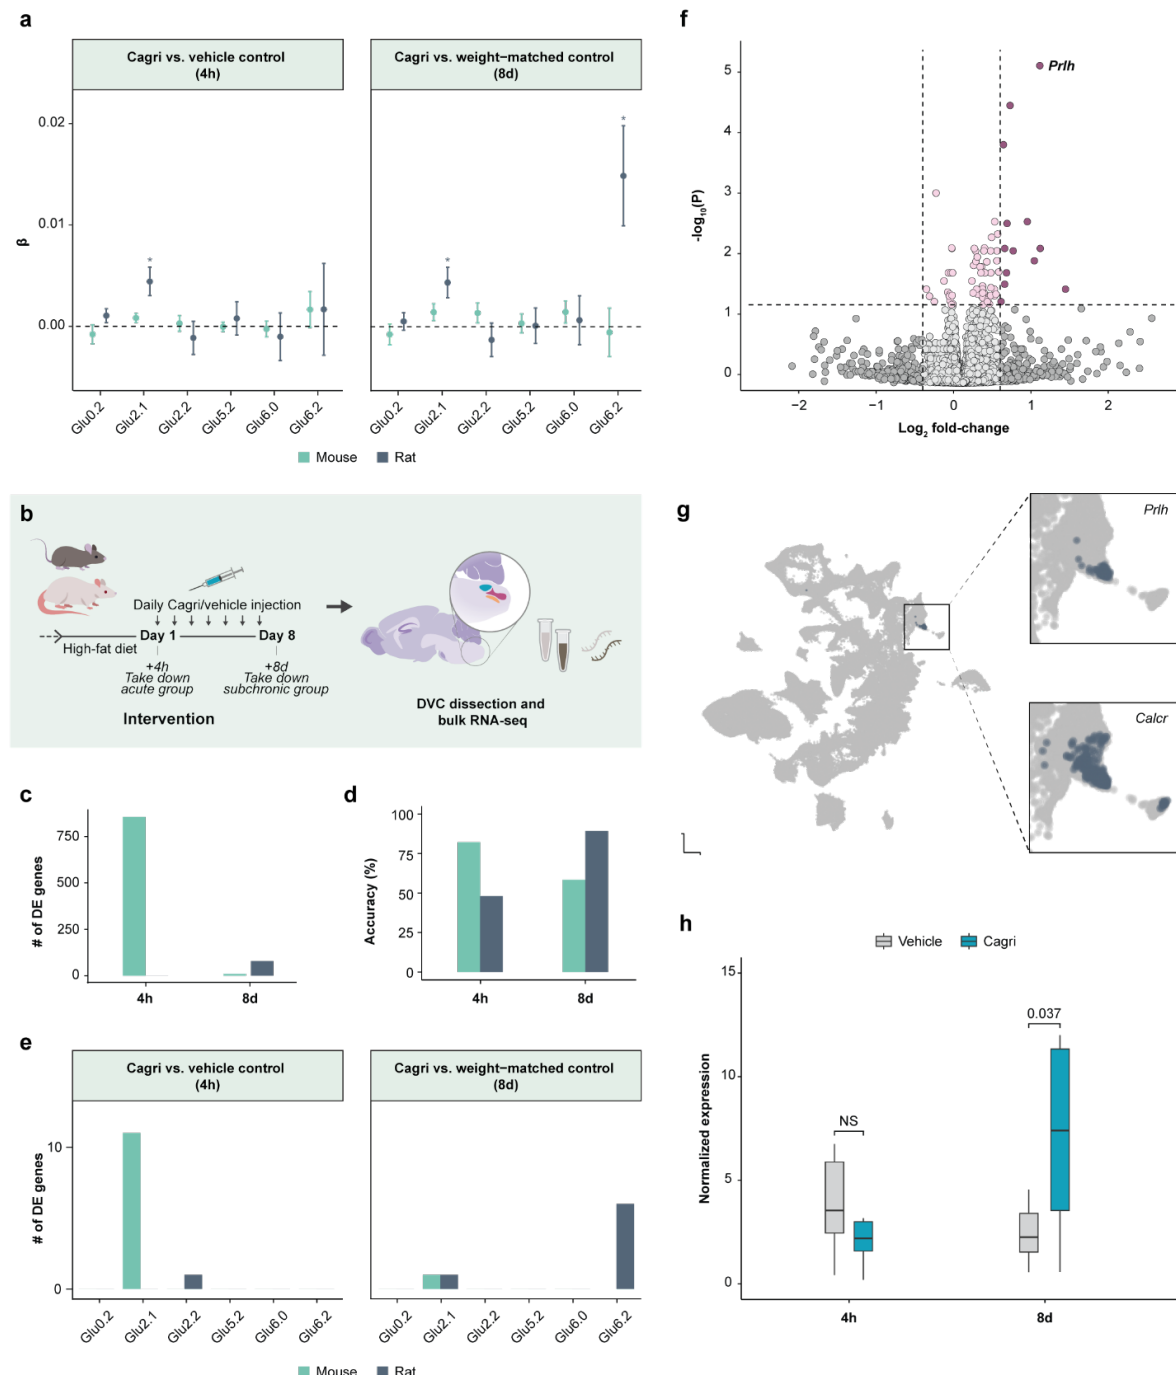 a
Cagri vs. vehicle control
(4h)
Cagri vs. weight−matched control
(8d)
β
0.02
0.01
0.00
*
*
*
Glu0.2
Glu2.1
Glu2.2
Glu5.2
Glu6.0
Glu6.2
Glu0.2
Glu2.1
Glu2.2
Glu5.2
Glu6.0
Glu6.2
Mouse
Rat
b
Daily Cagri/vehicle injection
High-fat diet
Day 1
Day 8
+4h
Take down
acute group
+8d
Take down
subchronic group
Intervention
DVC dissection and
bulk RNA-seq
c
# of DE genes
750
500
250
0
4h
8d
d
Accuracy (%)
100
75
50
25
0
4h
8d
e
Cagri vs. vehicle control
(4h)
Cagri vs. weight−matched control
(8d)
# of DE genes
10
0
Glu0.2
Glu2.1
Glu2.2
Glu5.2
Glu6.0
Glu6.2
Glu0.2
Glu2.1
Glu2.2
Glu5.2
Glu6.0
Glu6.2
Mouse
Rat
f
-log10(P)
5
4
3
2
1
0
Prlh
−2
−1
0
1
2
Log2 fold-change
g
Prlh
Calcr
h
Vehicle
Cagri
Normalized expression
15
10
5
0
NS
0.037
4h
8d